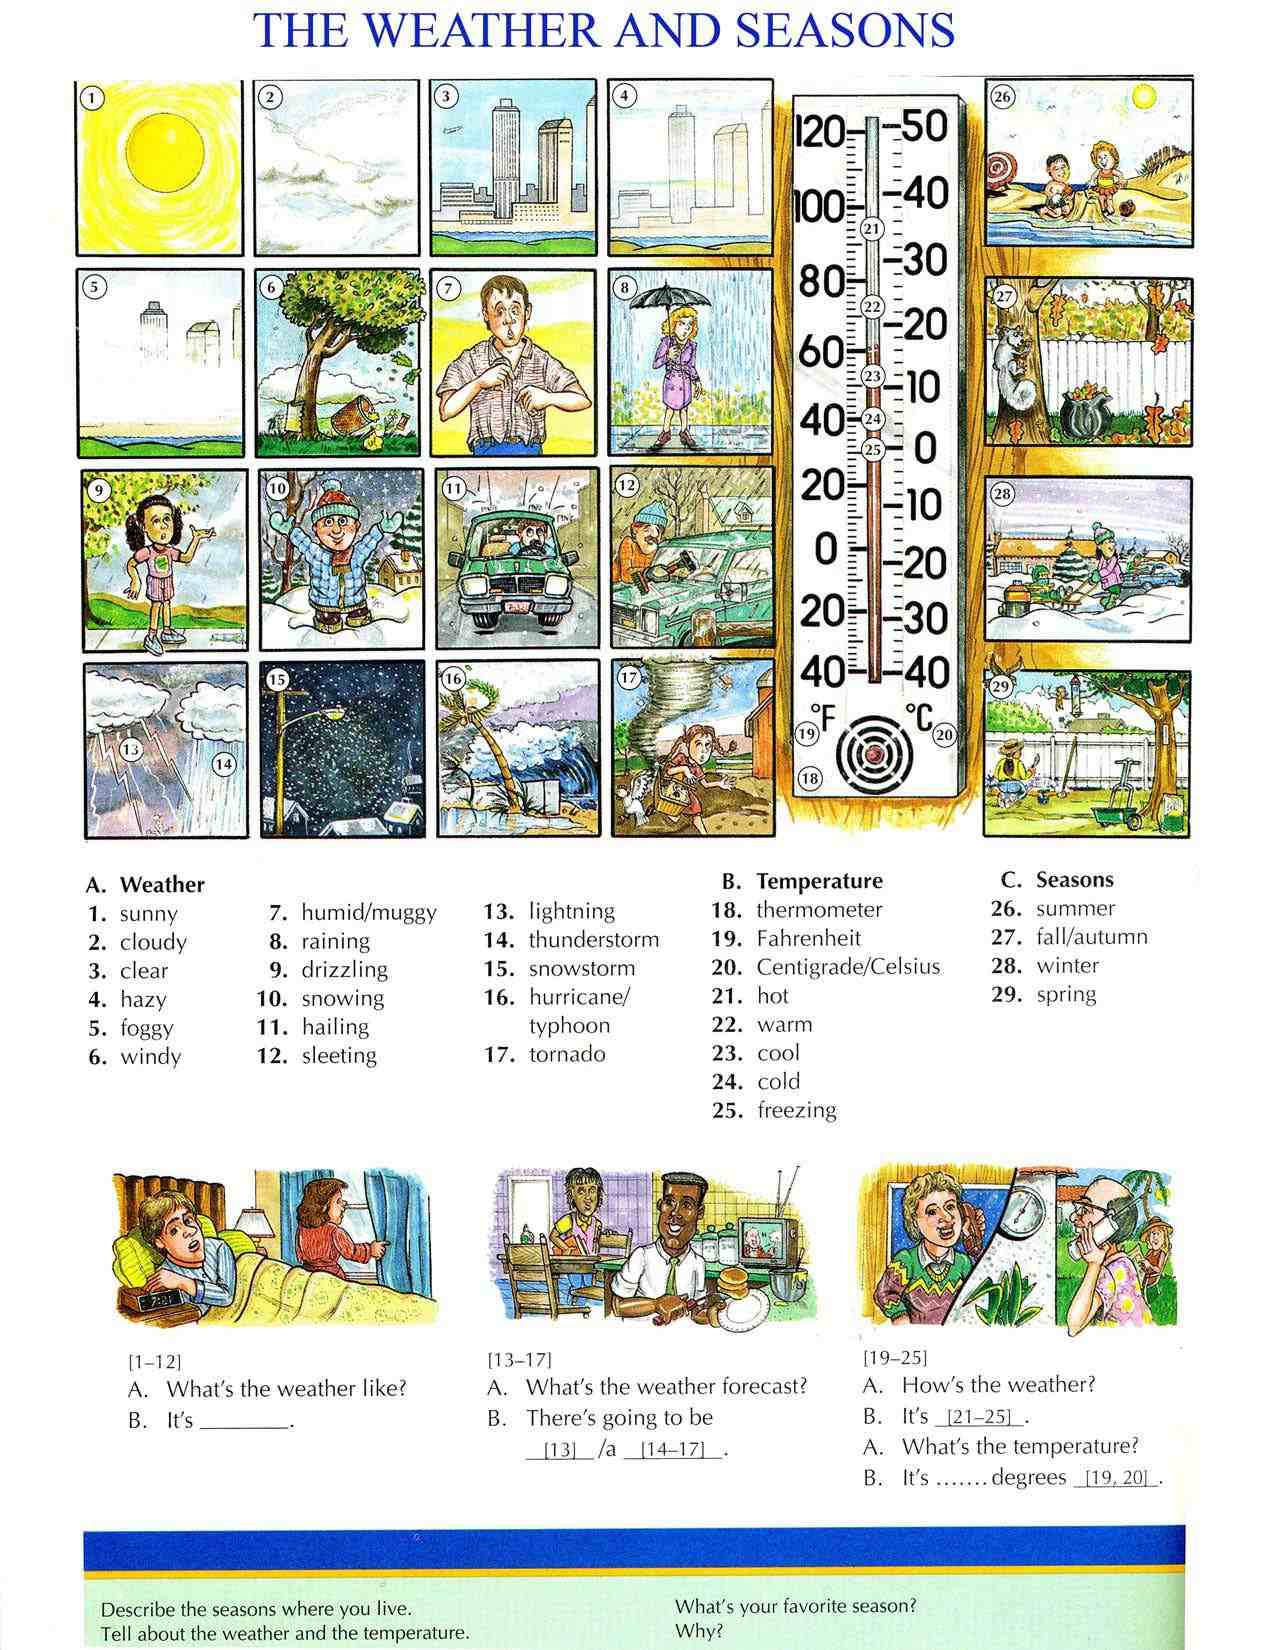 THE WEATHER AND SEASONS
1
2
3
4
5
6
7
8
9
10
11
12
13
14
15
16
17
120
100
80
60
40
20
0
20
40
°F
50
40
30
20
10
0
10
20
30
40
°C
21
22
23
24
25
19
20
18
26
27
28
29
A. Weather
1. sunny
2. cloudy
3. clear
4. hazy
5. foggy
6. windy
7. humid/muggy
8. raining
9. drizzling
10. snowing
11. hailing
12. sleeting
13. lightning
14. thunderstorm
15. snowstorm
16. hurricane/
typhoon
17. tornado
B. Temperature
18. thermometer
19. Fahrenheit
20. Centigrade/Celsius
21. hot
22. warm
23. cool
24. cold
25. freezing
C. Seasons
26. summer
27. fall/autumn
28. winter
29. spring
[1–12]
A. What's the weather like?
B. It's ________.
[13–17]
A. What's the weather forecast?
B. There's going to be
[13] /a [14–17] .
[19–25]
A. How's the weather?
B. It's [21–25] .
A. What's the temperature?
B. It's ....... degrees [19, 20] .
Describe the seasons where you live.
Tell about the weather and the temperature.
What's your favorite season?
Why?